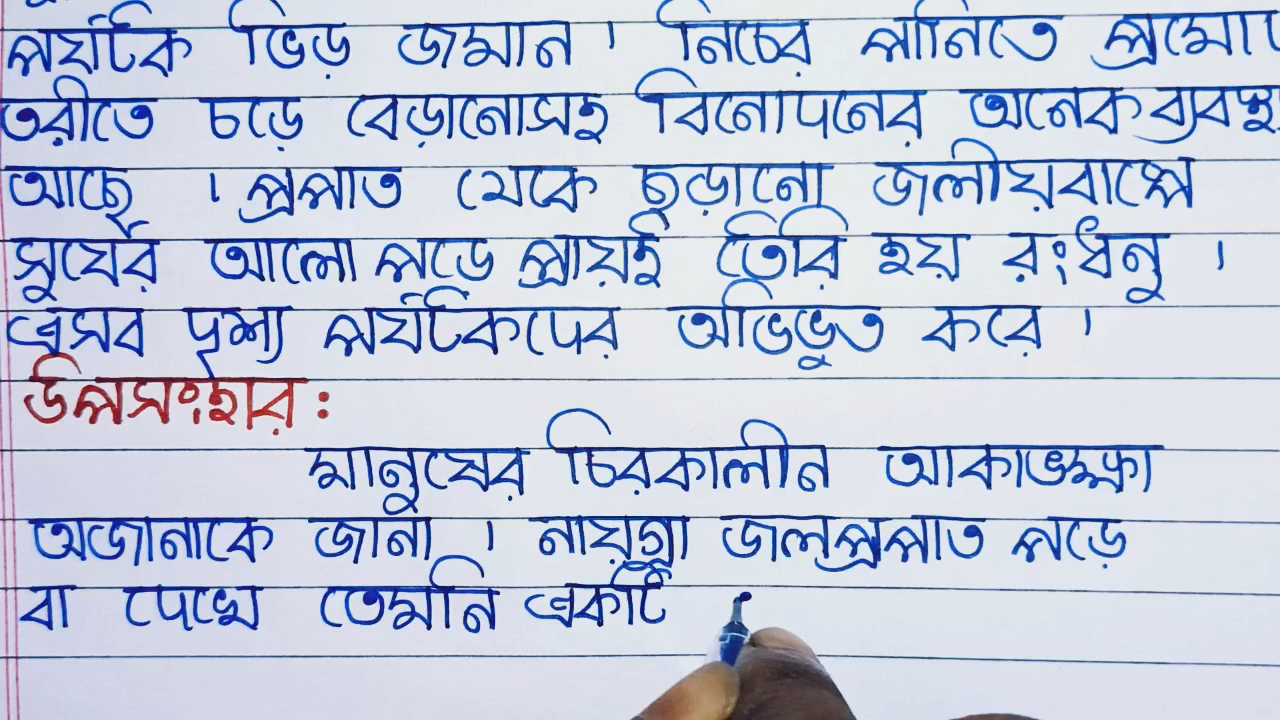 পর্যটক ভিড় জমান । নিচের পানিতে প্রমোদ
তরীতে চড়ে বেড়ানোসহ বিনোদনের অনেক ব্যবস্থা
আছে । প্রপাত থেকে ছড়ানো জলীয়বাষ্পে
সূর্যের আলো পড়ে প্রায়ই তৈরি হয় রংধনু ।
এসব দৃশ্য পর্যটকদের অভিভূত করে ।
উপসংহার :
মানুষের চিরকালীন আকাঙ্ক্ষা
অজানাকে জানা । নায়গ্রা জলপ্রপাত পড়ে
বা দেখে তেমনি একটি